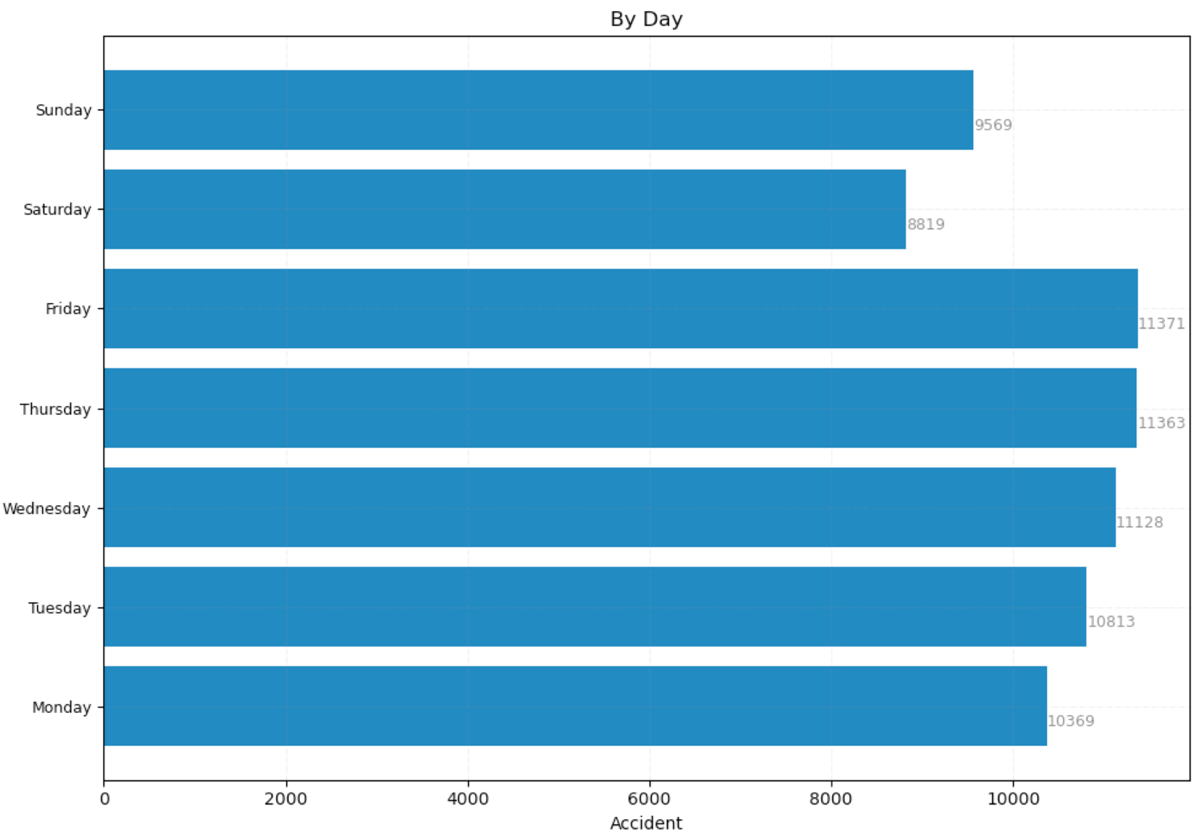 By Day
Sunday
9569
Saturday
8819
Friday
11371
Thursday
11363
Wednesday
11128
Tuesday
10813
Monday
10369
0 2000 4000 6000 8000 10000
Accident